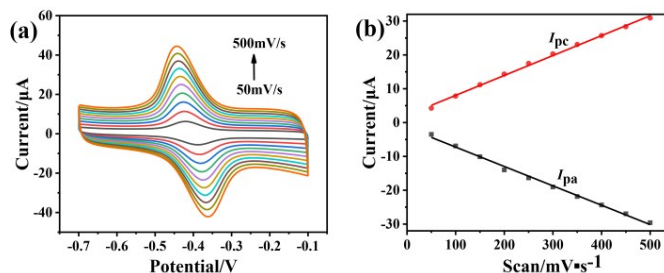 (a)
500mV/s
50mV/s
60
40
20
0
-20
-40
-0.7 -0.6 -0.5 -0.4 -0.3 -0.2 -0.1
Current/μA
Potential/V
(b)
30
20
10
0
-10
-20
-30
0 100 200 300 400 500
Ipc
Ipa
Current/μA
Scan/mV▪s⁻¹